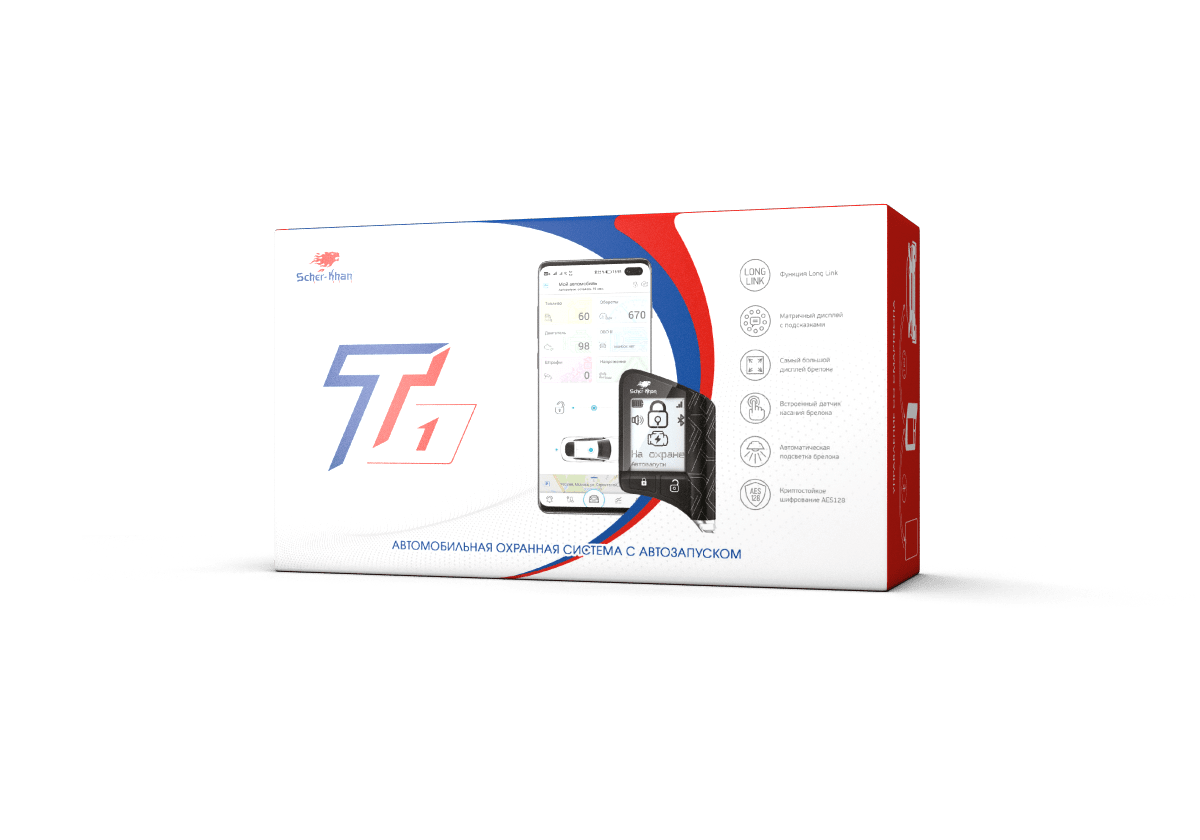 Scher-Khan
TT1
Мой автомобиль
Топливо
60
Обороты
670
Двигатель
98
Штрафы
0
Напряжение
Scher-Khan
На охране
Автозапуск
LONG
LINK
Функция Long Link
Матричный дисплей
с подсказками
Самый большой
дисплей брелока
Встроенный датчик
касания брелока
Автоматическая
подсветка брелока
AES
128
Криптостойкое
шифрование AES128
АВТОМОБИЛЬНАЯ ОХРАННАЯ СИСТЕМА С АВТОЗАПУСКОМ